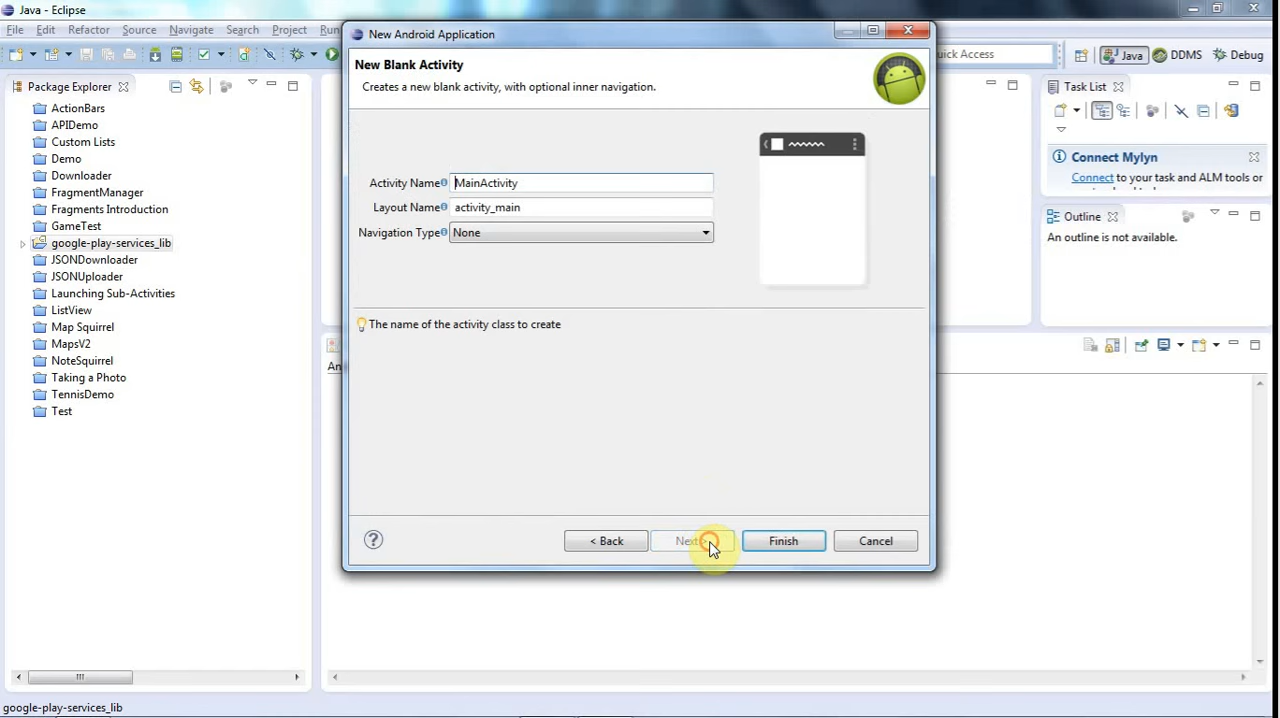 Java - Eclipse
File Edit Refactor Source Navigate Search Project Run
New Android Application
Quick Access
Java
DDMS
Debug
Package Explorer
ActionBars
APIDemo
Custom Lists
Demo
Downloader
FragmentManager
Fragments Introduction
GameTest
google-play-services_lib
JSONDownloader
JSONUploader
Launching Sub-Activities
ListView
Map Squirrel
MapsV2
NoteSquirrel
Taking a Photo
TennisDemo
Test
New Blank Activity
Creates a new blank activity, with optional inner navigation.
Activity Name MainActivity
Layout Name activity_main
Navigation Type None
The name of the activity class to create
< Back
Next >
Finish
Cancel
Task List
Connect Mylyn
Connect to your task and ALM tools or
Outline
An outline is not available.
An
google-play-services_lib